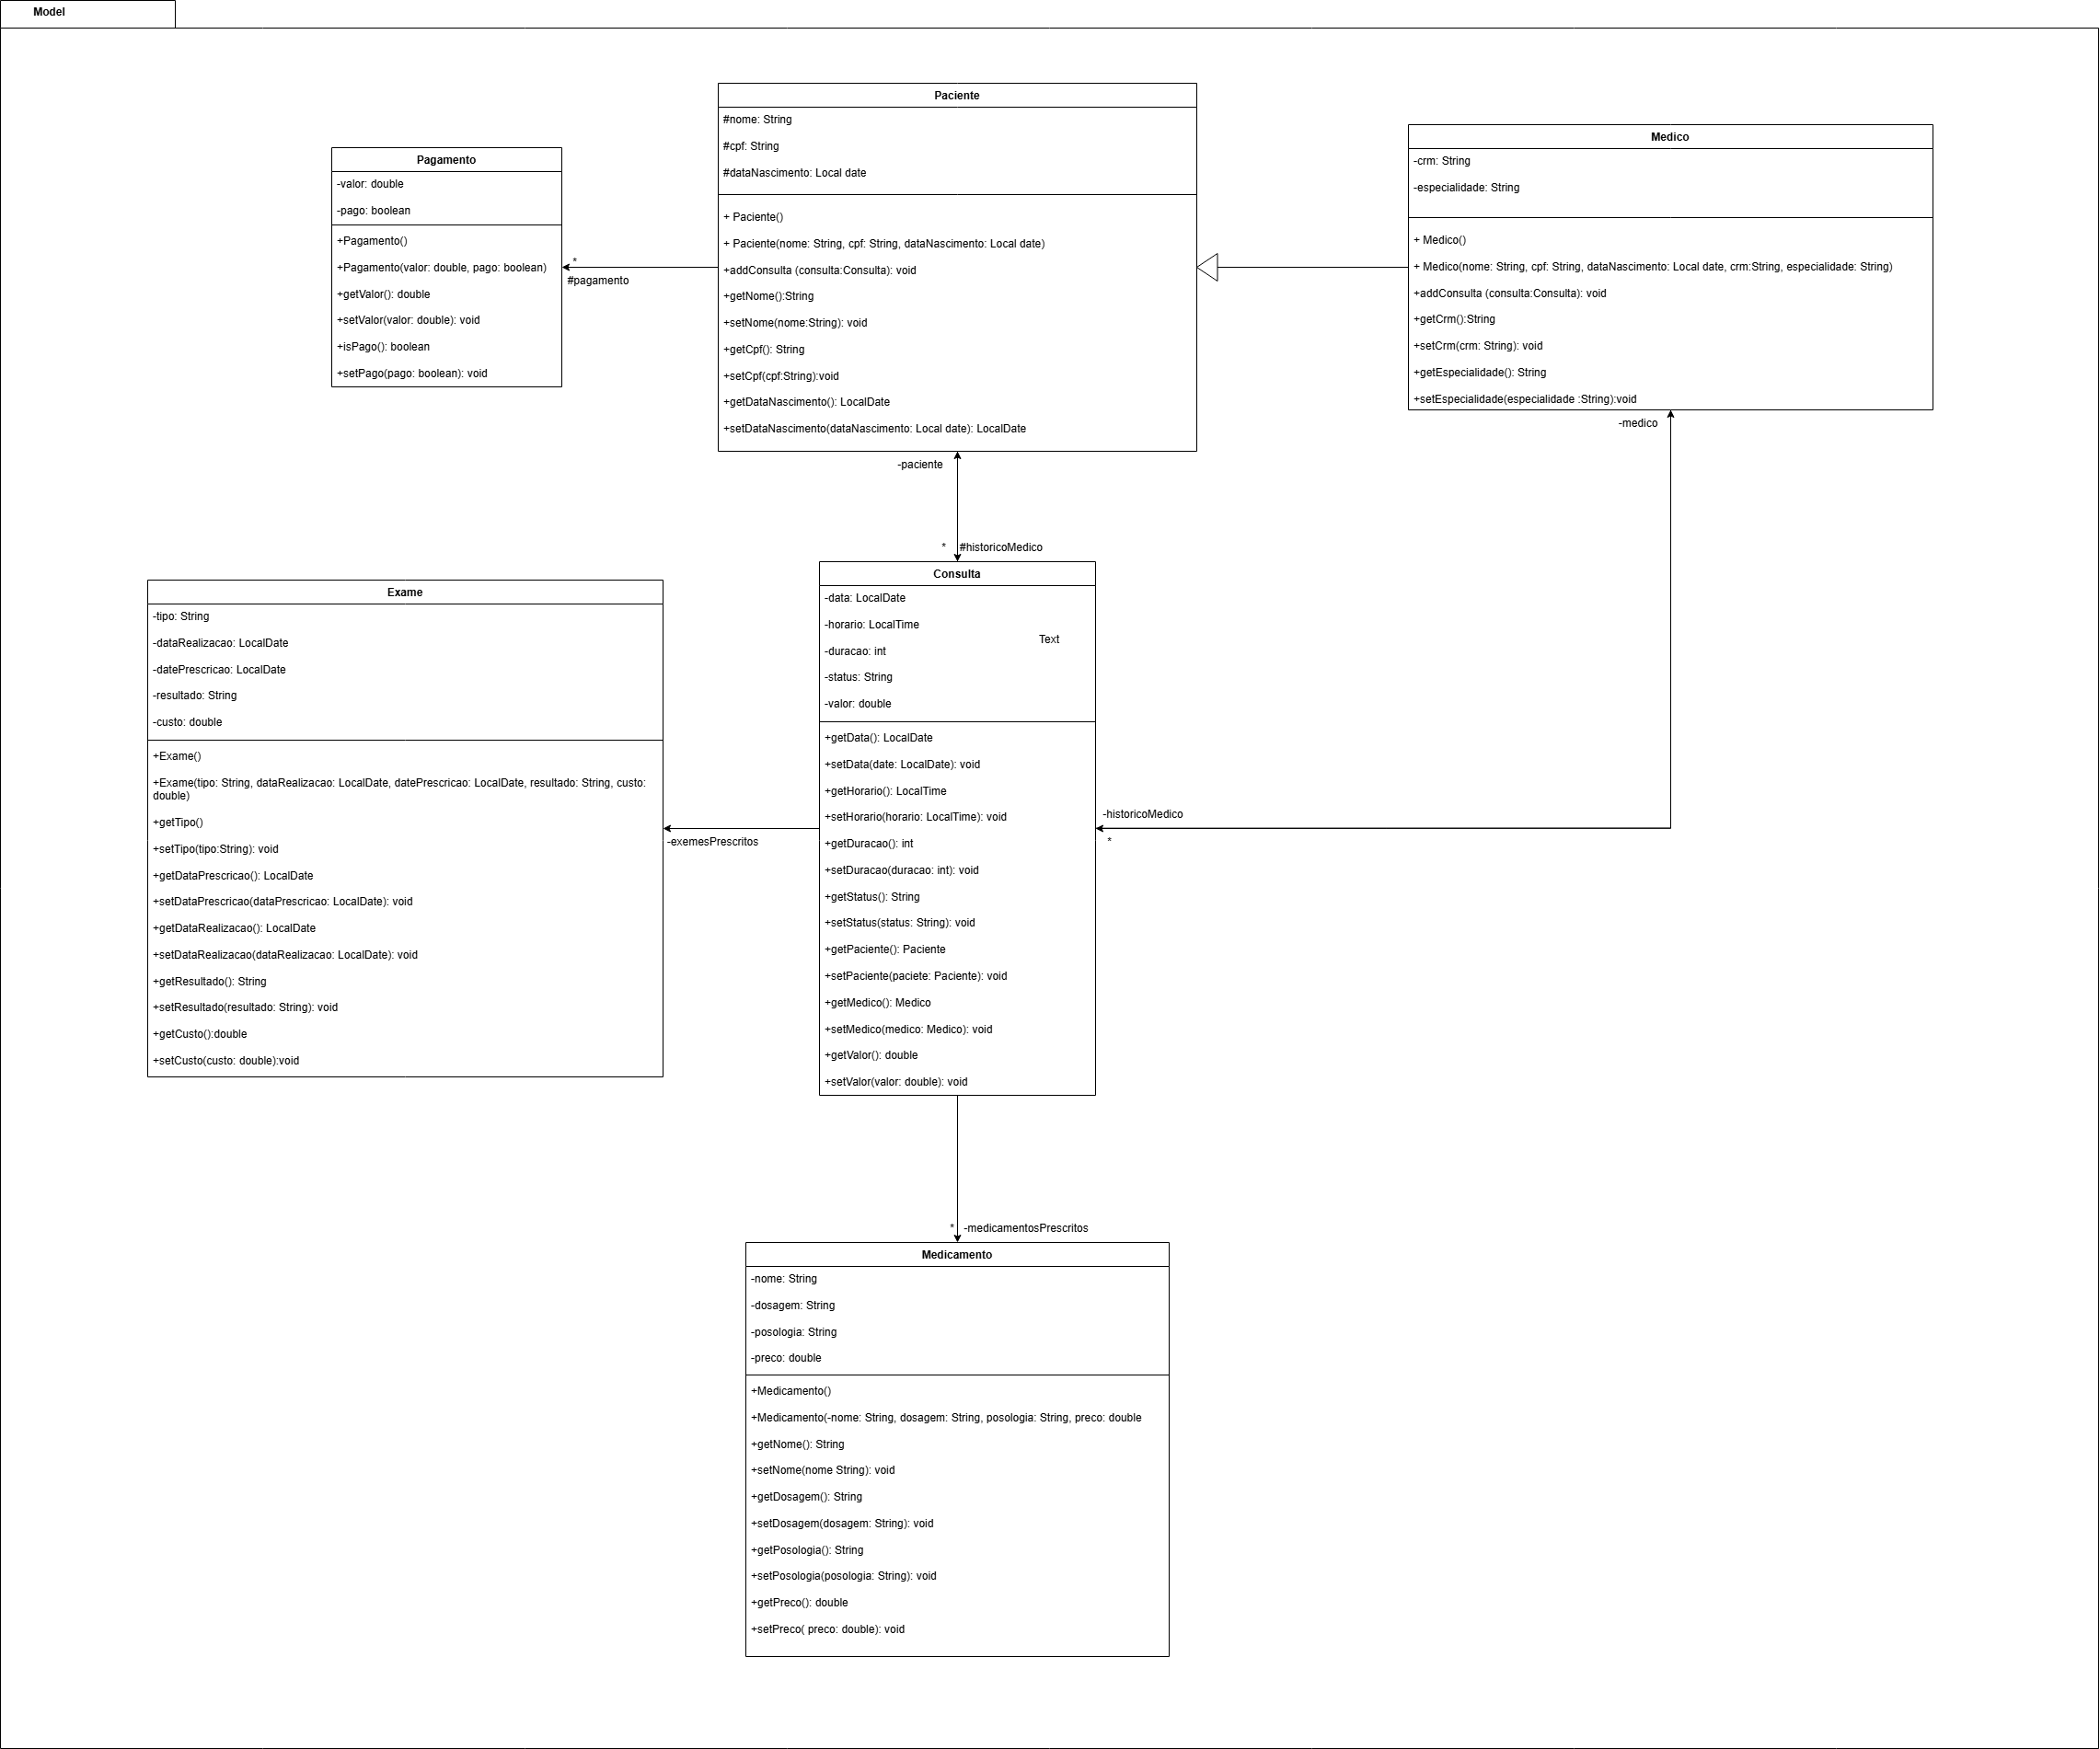 Model
Paciente
#nome: String
#cpf: String
#dataNascimento: Local date
+ Paciente()
+ Paciente(nome: String, cpf: String, dataNascimento: Local date)
+addConsulta (consulta:Consulta): void
+getNome():String
+setNome(nome:String): void
+getCpf(): String
+setCpf(cpf:String):void
+getDataNascimento(): LocalDate
+setDataNascimento(dataNascimento: Local date): LocalDate
Medico
-crm: String
-especialidade: String
+ Medico()
+ Medico(nome: String, cpf: String, dataNascimento: Local date, crm:String, especialidade: String)
+addConsulta (consulta:Consulta): void
+getCrm():String
+setCrm(crm: String): void
+getEspecialidade(): String
+setEspecialidade(especialidade :String):void
-medico
Pagamento
-valor: double
-pago: boolean
+Pagamento()
+Pagamento(valor: double, pago: boolean)
+getValor(): double
+setValor(valor: double): void
+isPago(): boolean
+setPago(pago: boolean): void
*
#pagamento
-paciente
*
#historicoMedico
Consulta
-data: LocalDate
-horario: LocalTime
Text
-duracao: int
-status: String
-valor: double
+getData(): LocalDate
+setData(date: LocalDate): void
+getHorario(): LocalTime
+setHorario(horario: LocalTime): void
+getDuracao(): int
+setDuracao(duracao: int): void
+getStatus(): String
+setStatus(status: String): void
+getPaciente(): Paciente
+setPaciente(paciete: Paciente): void
+getMedico(): Medico
+setMedico(medico: Medico): void
+getValor(): double
+setValor(valor: double): void
-historicoMedico
*
Exame
-tipo: String
-dataRealizacao: LocalDate
-datePrescricao: LocalDate
-resultado: String
-custo: double
+Exame()
+Exame(tipo: String, dataRealizacao: LocalDate, datePrescricao: LocalDate, resultado: String, custo:
double)
+getTipo()
+setTipo(tipo:String): void
+getDataPrescricao(): LocalDate
+setDataPrescricao(dataPrescricao: LocalDate): void
+getDataRealizacao(): LocalDate
+setDataRealizacao(dataRealizacao: LocalDate): void
+getResultado(): String
+setResultado(resultado: String): void
+getCusto():double
+setCusto(custo: double):void
-exemesPrescritos
*
-medicamentosPrescritos
Medicamento
-nome: String
-dosagem: String
-posologia: String
-preco: double
+Medicamento()
+Medicamento(-nome: String, dosagem: String, posologia: String, preco: double
+getNome(): String
+setNome(nome String): void
+getDosagem(): String
+setDosagem(dosagem: String): void
+getPosologia(): String
+setPosologia(posologia: String): void
+getPreco(): double
+setPreco( preco: double): void